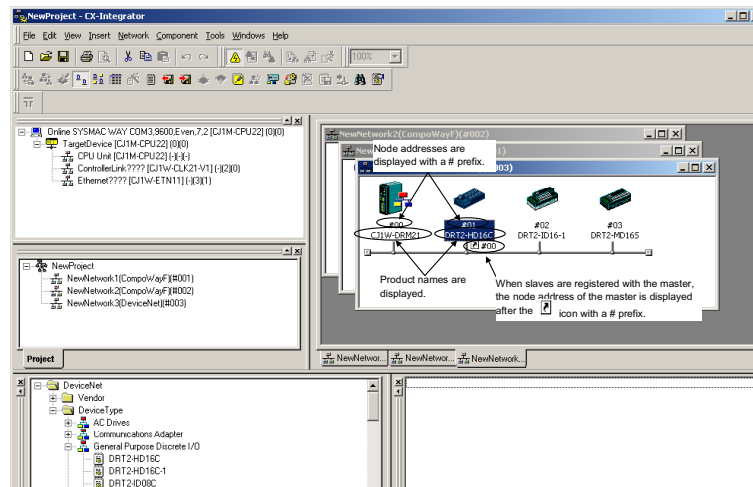 NewProject - CX-Integrator
File Edit View Insert Network Component Tools Windows Help
100%
Online SYSMAC WAY COM3,9600,Even,7,2 [CJ1M-CPU22] (0)(0)
TargetDevice [CJ1M-CPU22] (0)(0)
CPU Unit [CJ1M-CPU22] (-)(-)(-)
ControllerLink???? [CJ1W-CLK21-V1] (-)(2)(0)
Ethernet???? [CJ1W-ETN11] (-)(3)(1)
NewProject
NewNetwork1(CompoWayF)(#001)
NewNetwork2(CompoWayF)(#002)
NewNetwork3(DeviceNet)(#003)
Project
NewNetwork2(CompoWayF)(#002)
Node addresses are
displayed with a # prefix.
#00
CJ1W-DRM21
#01
DRT2-HD16C
#00
#02
DRT2-ID16-1
#03
DRT2-MD16S
Product names are
displayed.
When slaves are registered with the master,
the node address of the master is displayed
after the icon with a # prefix.
NewNetwor... NewNetwor... NewNetwork...
DeviceNet
Vendor
DeviceType
AC Drives
Communications Adapter
General Purpose Discrete I/O
DRT2-HD16C
DRT2-HD16C-1
DRT2-ID08C